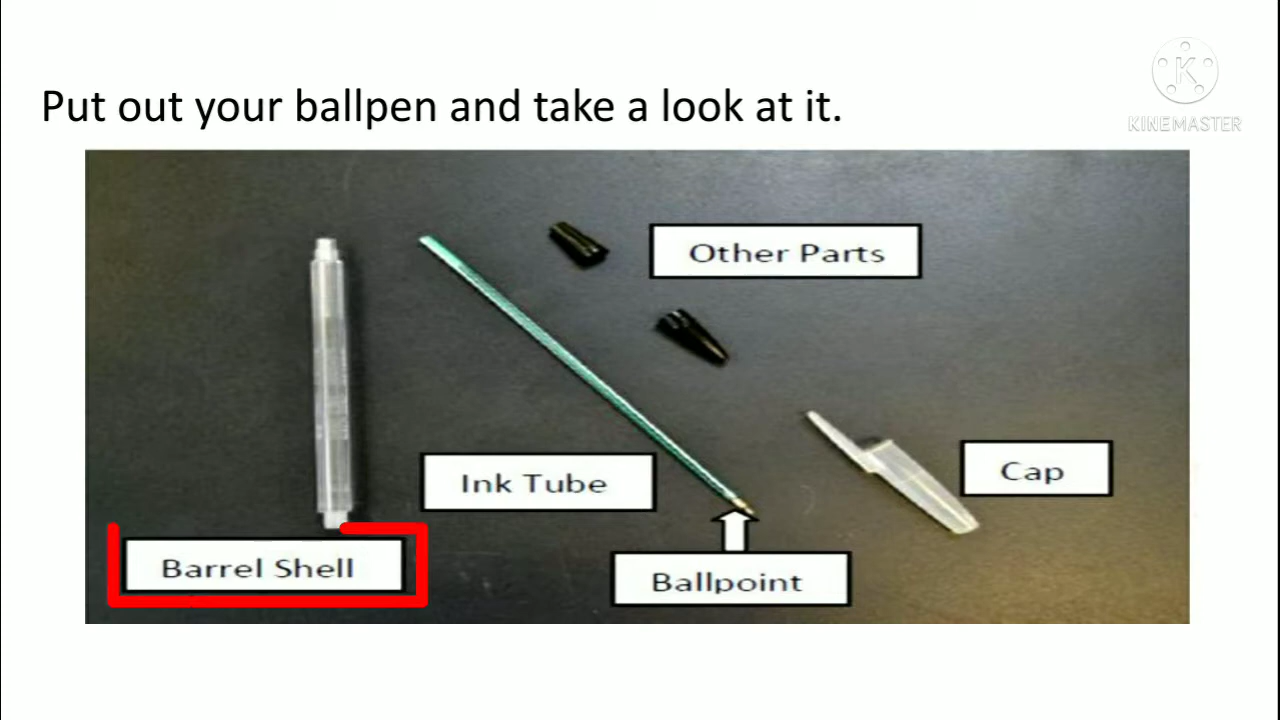 Put out your ballpen and take a look at it.
K
KINEMASTER
Other Parts
Ink Tube
Cap
Barrel Shell
Ballpoint